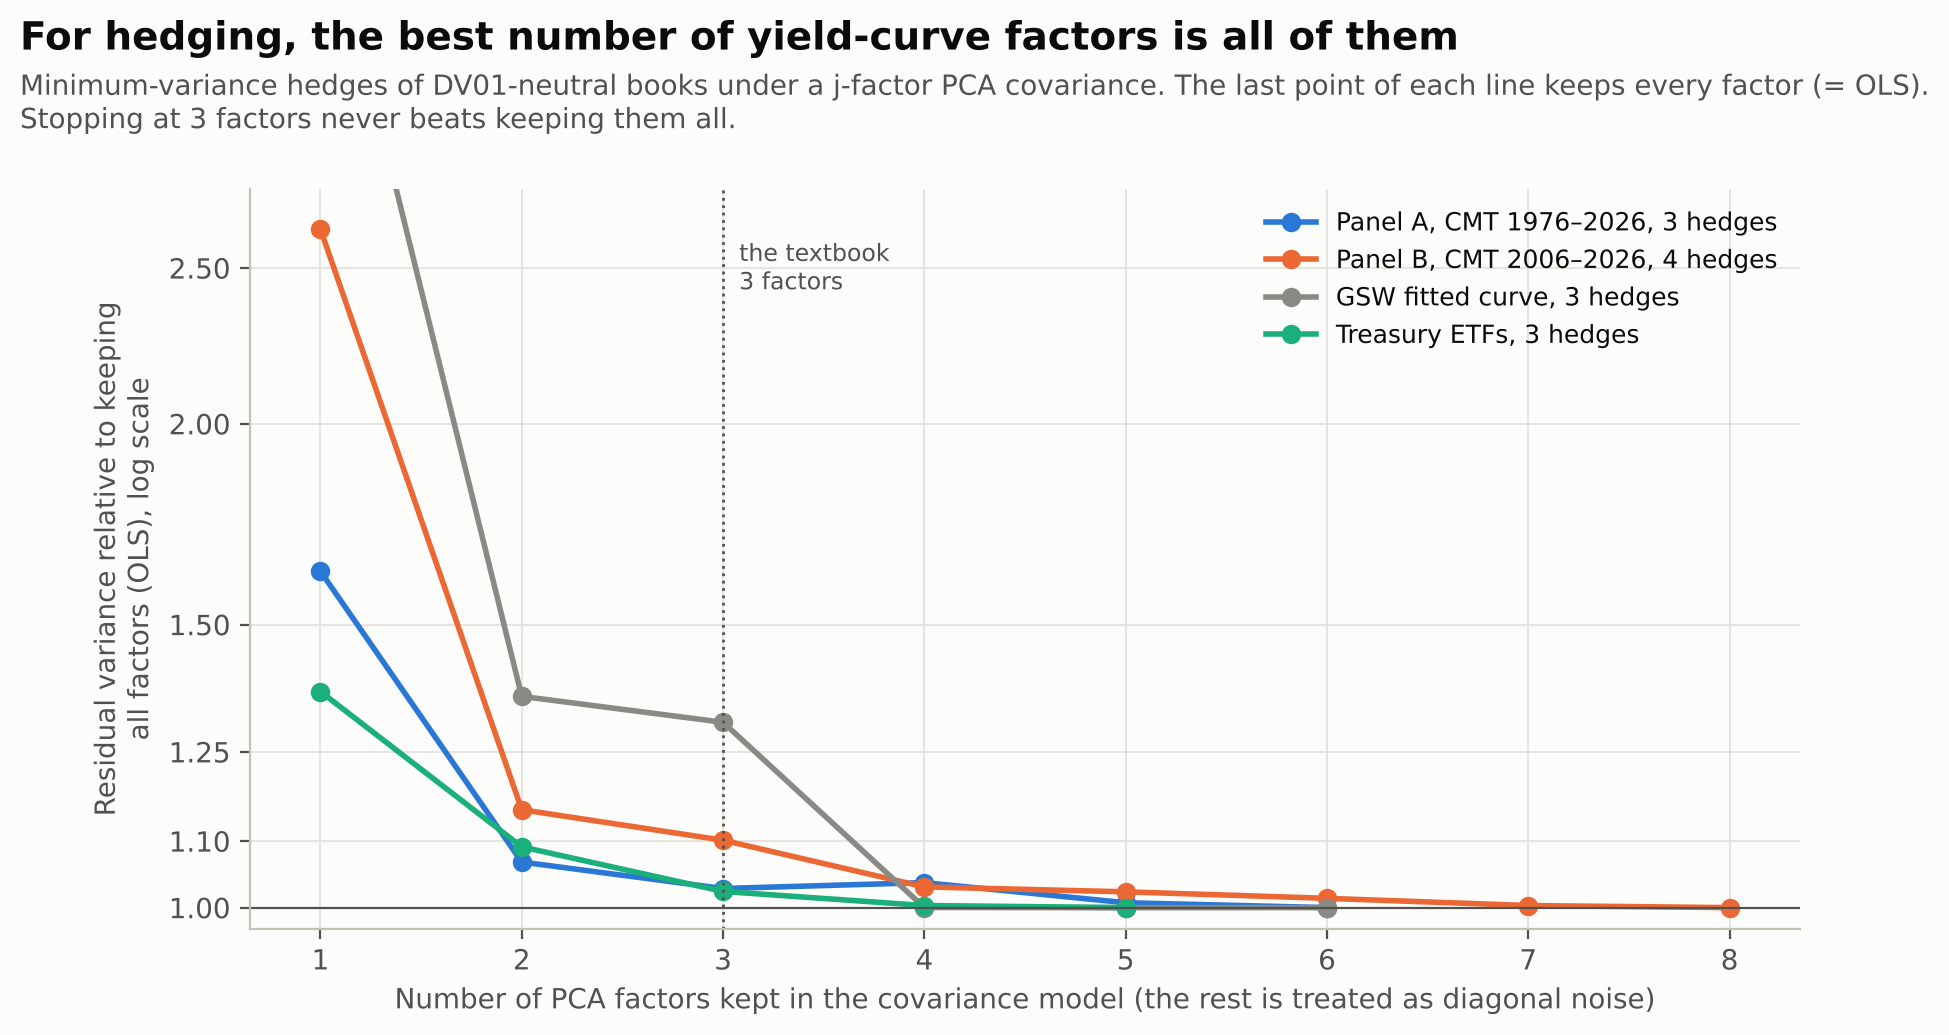 For hedging, the best number of yield-curve factors is all of them
Minimum-variance hedges of DV01-neutral books under a j-factor PCA covariance. The last point of each line keeps every factor (= OLS).
Stopping at 3 factors never beats keeping them all.
the textbook
3 factors
Panel A, CMT 1976–2026, 3 hedges
Panel B, CMT 2006–2026, 4 hedges
GSW fitted curve, 3 hedges
Treasury ETFs, 3 hedges
Residual variance relative to keeping
all factors (OLS), log scale
2.50
2.00
1.50
1.25
1.10
1.00
1 2 3 4 5 6 7 8
Number of PCA factors kept in the covariance model (the rest is treated as diagonal noise)